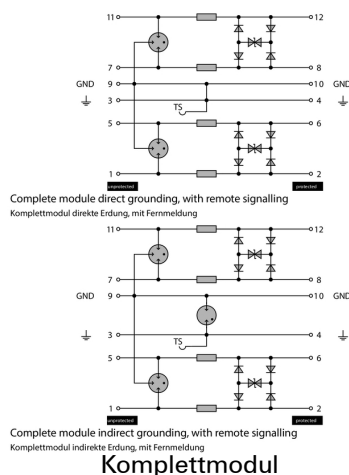 11 12
7 8
GND 9 10 GND
3 4
TS
5 6
1 2
unprotected protected
Complete module direct grounding, with remote signalling
Komplettmodul direkte Erdung, mit Fernmeldung
11 12
7 8
GND 9 10 GND
3 4
TS
5 6
1 2
unprotected protected
Complete module indirect grounding, with remote signalling
Komplettmodul indirekte Erdung, mit Fernmeldung
Komplettmodul